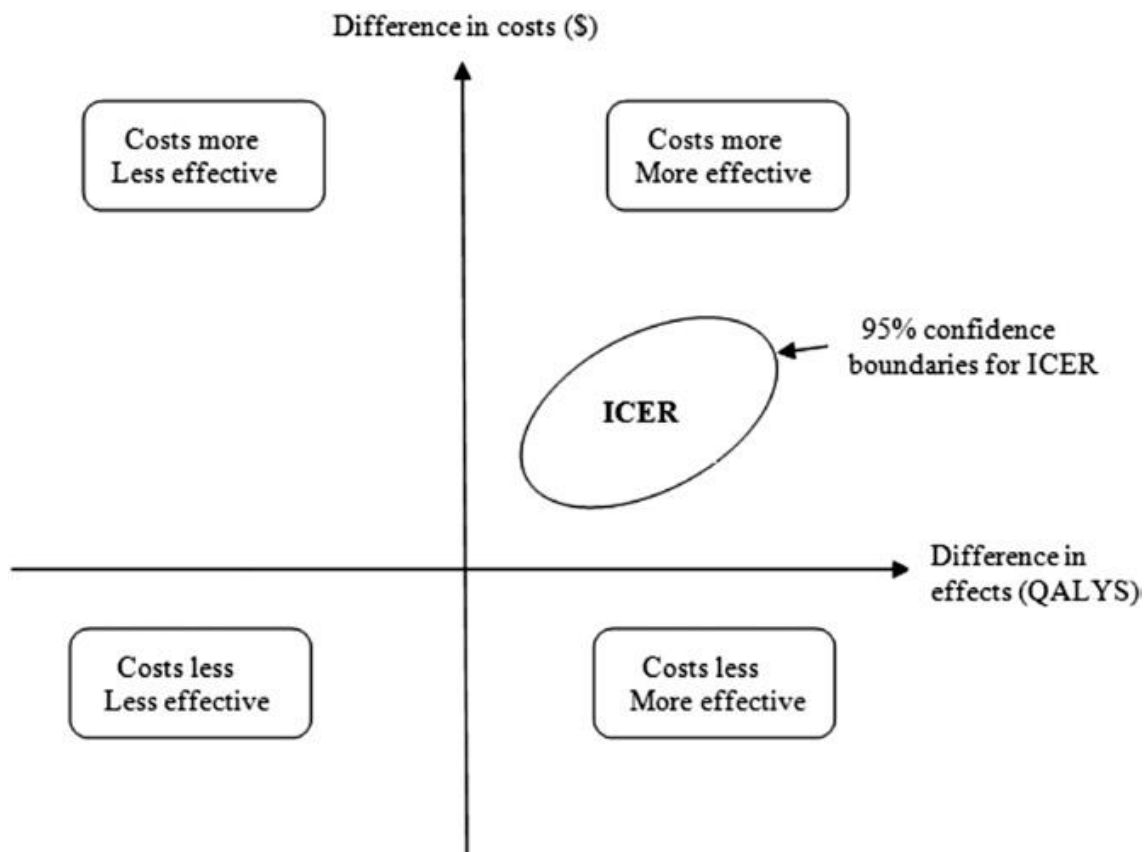 Difference in costs ($)
Costs more
Less effective
Costs more
More effective
95% confidence
boundaries for ICER
ICER
Difference in
effects (QALYS)
Costs less
Less effective
Costs less
More effective